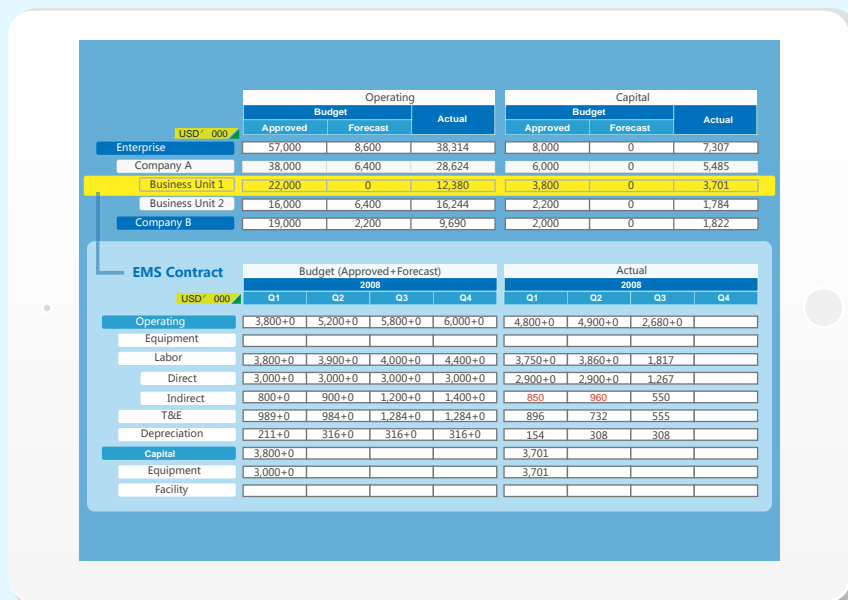 Operating Capital
Budget Actual Budget Actual
USD′ 000 Approved Forecast Approved Forecast
Enterprise 57,000 8,600 38,314 8,000 0 7,307
Company A 38,000 6,400 28,624 6,000 0 5,485
Business Unit 1 22,000 0 12,380 3,800 0 3,701
Business Unit 2 16,000 6,400 16,244 2,200 0 1,784
Company B 19,000 2,200 9,690 2,000 0 1,822
EMS Contract Budget (Approved+Forecast) Actual
2008 2008
USD′ 000 Q1 Q2 Q3 Q4 Q1 Q2 Q3 Q4
Operating 3,800+0 5,200+0 5,800+0 6,000+0 4,800+0 4,900+0 2,680+0
Equipment
Labor 3,800+0 3,900+0 4,000+0 4,400+0 3,750+0 3,860+0 1,817
Direct 3,000+0 3,000+0 3,000+0 3,000+0 2,900+0 2,900+0 1,267
Indirect 800+0 900+0 1,200+0 1,400+0 850 960 550
T&E 989+0 984+0 1,284+0 1,284+0 896 732 555
Depreciation 211+0 316+0 316+0 316+0 154 308 308
Capital 3,800+0 3,701
Equipment 3,000+0 3,701
Facility